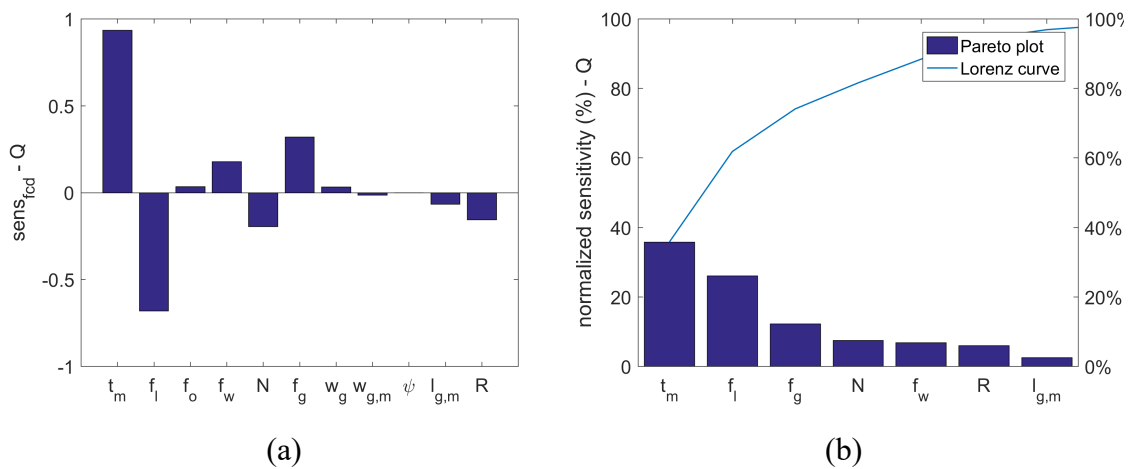 1
0.5
0
-0.5
-1
sens_fcd - Q
t_m f_l f_o f_w N f_g w_g w_g,m ψ l_g,m R
(a)
100
80
60
40
20
0
normalized sensitivity (%) - Q
Pareto plot
Lorenz curve
100%
80%
60%
40%
20%
0%
t_m f_l f_g N f_w R l_g,m
(b)